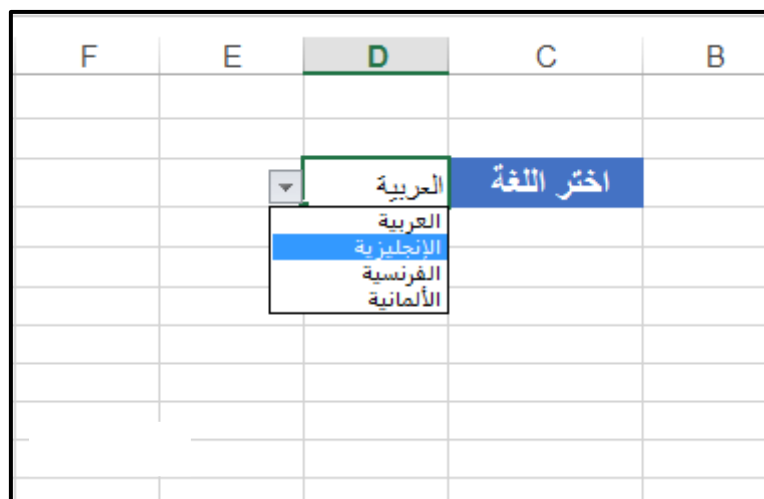 B C D E F
اختر اللغة العربية
العربية
الإنجليزية
الفرنسية
الألمانية